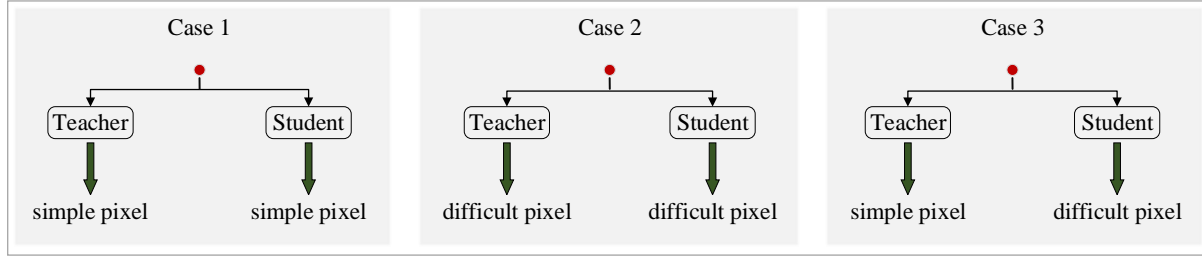 Case 1
Teacher
Student
simple pixel
simple pixel
Case 2
Teacher
Student
difficult pixel
difficult pixel
Case 3
Teacher
Student
simple pixel
difficult pixel